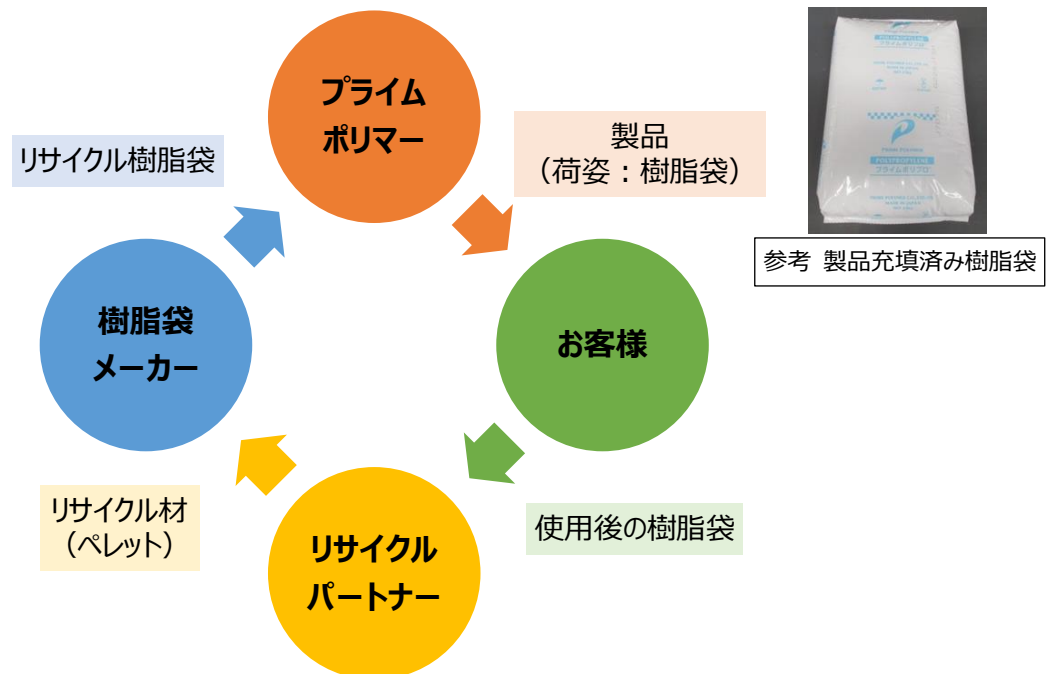 プライム
ポリマー
製品
（荷姿：樹脂袋）
リサイクル樹脂袋
樹脂袋
メーカー
お客様
リサイクル材
（ペレット）
リサイクル
パートナー
使用後の樹脂袋
PRIME POLYMER
POLYPROPYLENE
プライムポリプロ
参考 製品充填済み樹脂袋